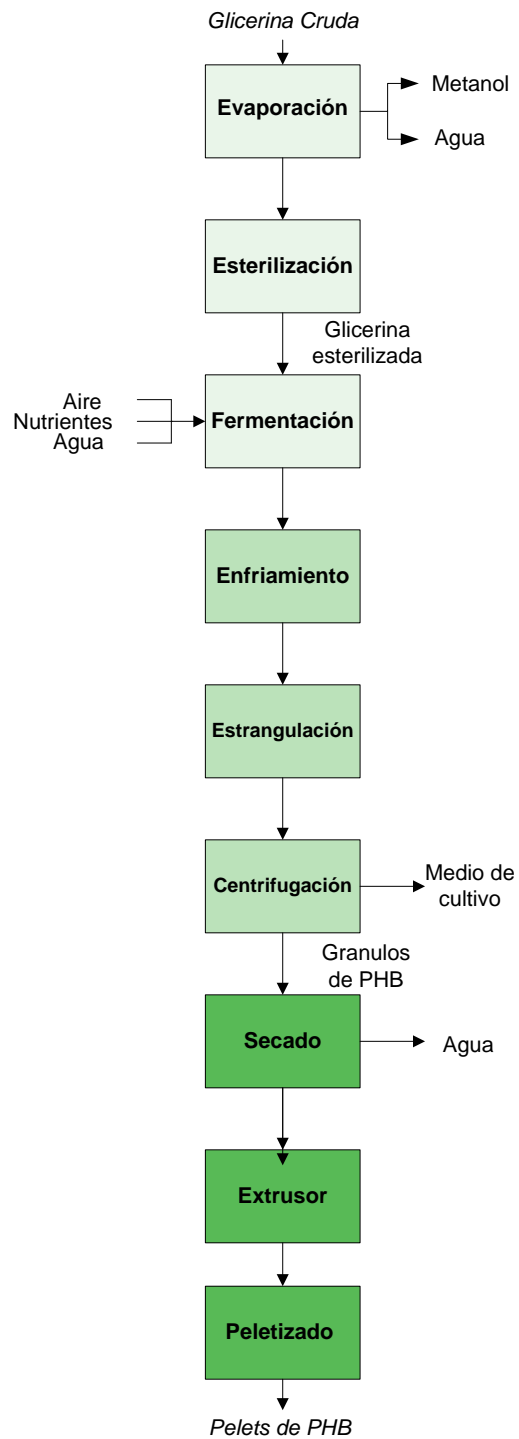 Glicerina Cruda
Evaporación
Metanol
Agua
Esterilización
Glicerina
esterilizada
Aire
Nutrientes
Agua
Fermentación
Enfriamiento
Estrangulación
Centrifugación
Medio de
cultivo
Granulos
de PHB
Secado
Agua
Extrusor
Peletizado
Pelets de PHB